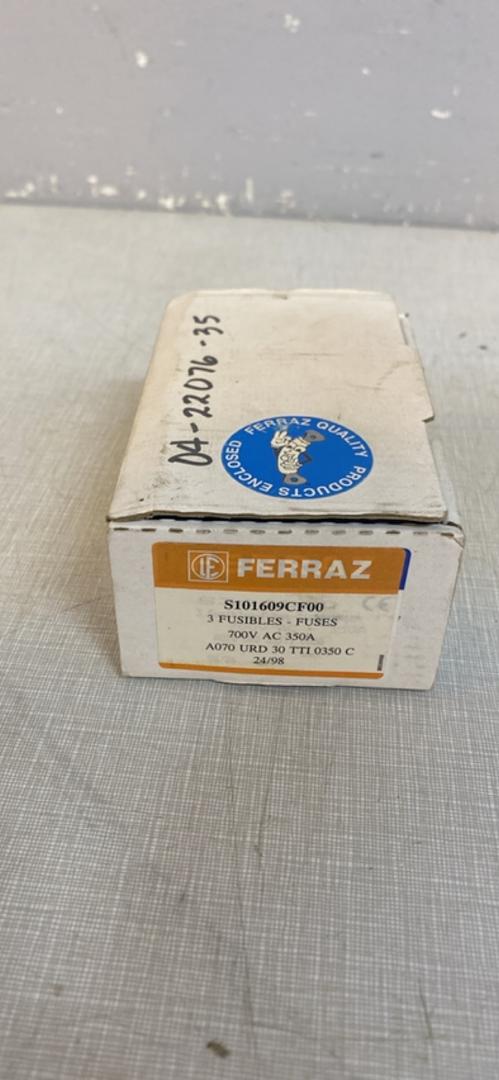 04-22076-35
FERRAZ QUALITY
PRODUCTS ENCLOSED
FERRAZ
S101609CF00
3 FUSIBLES - FUSES
700V AC 350A
A070 URD 30 TTI 0350 C
24/98
CE